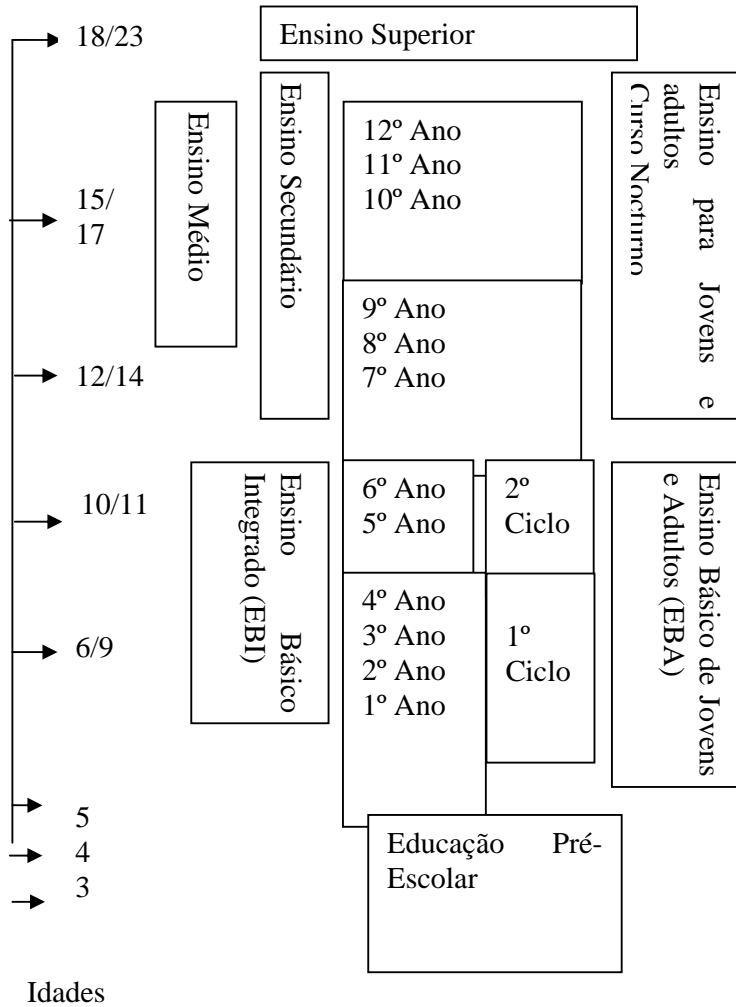 18/23
Ensino Superior
Ensino Médio
Ensino Secundário
12º Ano
11º Ano
10º Ano
Ensino para Jovens e
adultos
Curso Nocturno
15/
17
9º Ano
8º Ano
7º Ano
12/14
Ensino Básico
Integrado (EBI)
6º Ano
5º Ano
2º
Ciclo
Ensino Básico de Jovens
e Adultos (EBA)
10/11
4º Ano
3º Ano
2º Ano
1º Ano
1º
Ciclo
6/9
5
4
3
Educação Pré-
Escolar
Idades